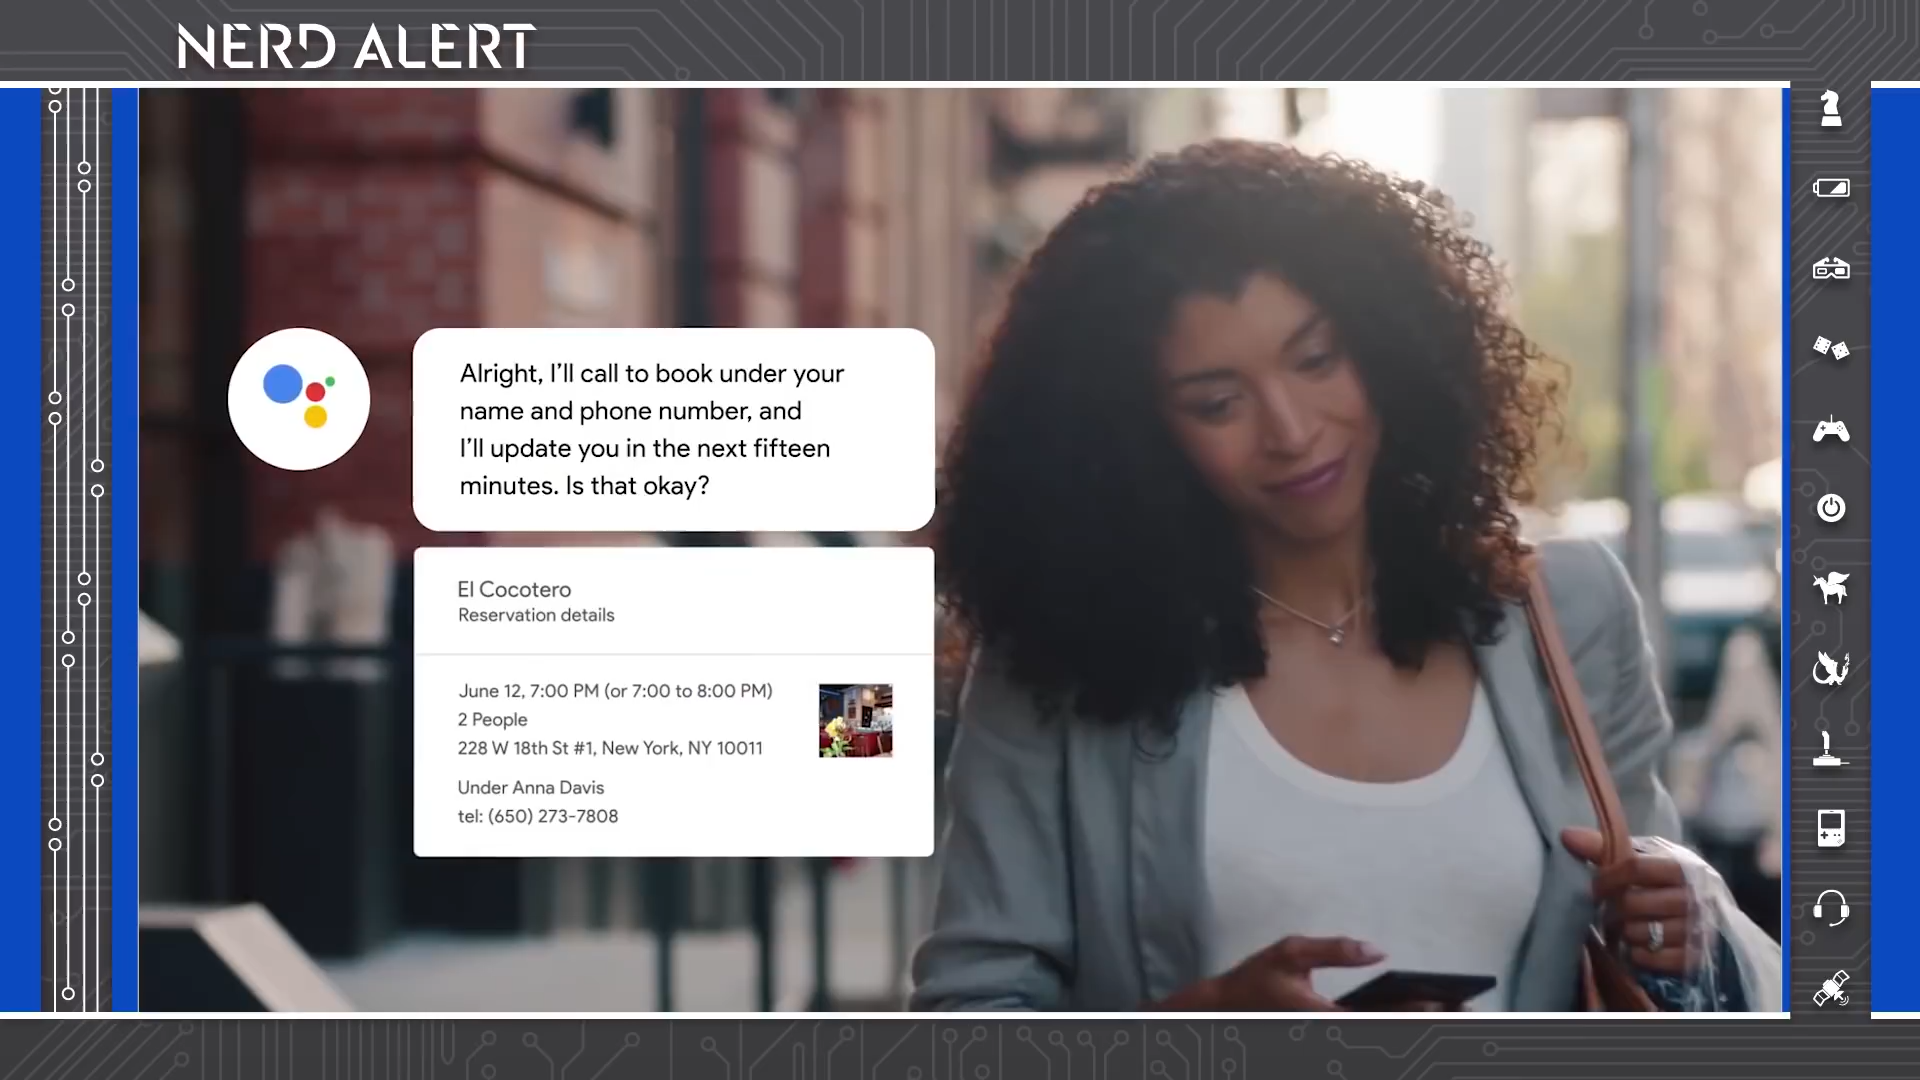 NERD ALERT
Alright, I’ll call to book under your
name and phone number, and
I’ll update you in the next fifteen
minutes. Is that okay?
El Cocotero
Reservation details
June 12, 7:00 PM (or 7:00 to 8:00 PM)
2 People
228 W 18th St #1, New York, NY 10011
Under Anna Davis
tel: (650) 273-7808